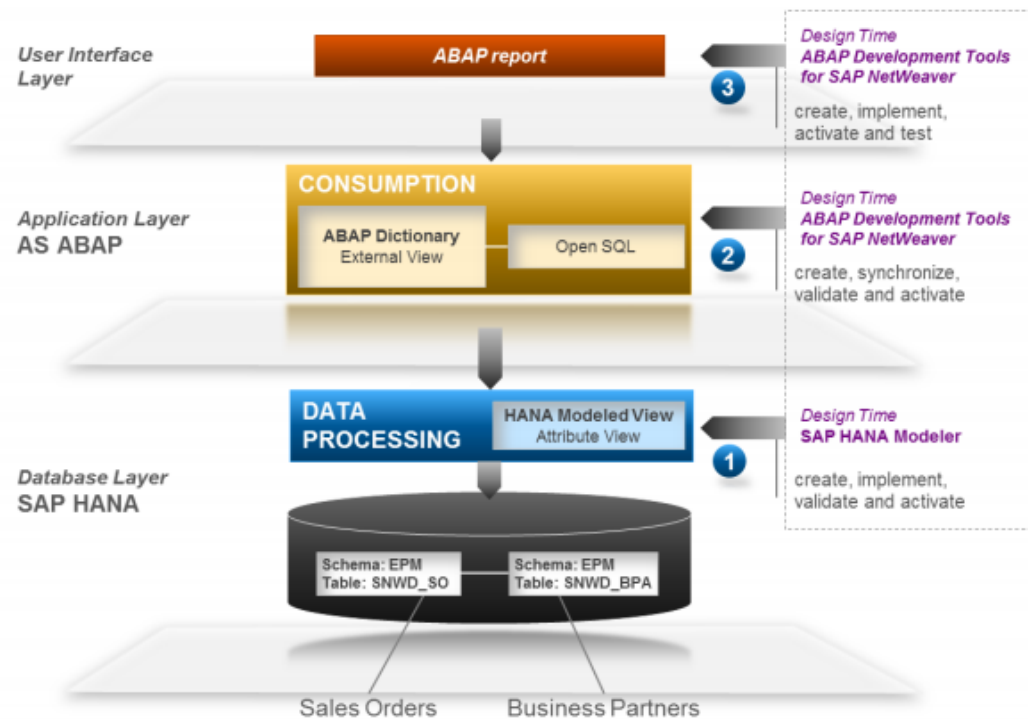 User Interface
Layer
ABAP report
Design Time
ABAP Development Tools
for SAP NetWeaver
3
create, implement,
activate and test
Application Layer
AS ABAP
CONSUMPTION
ABAP Dictionary
External View
Open SQL
Design Time
ABAP Development Tools
for SAP NetWeaver
2
create, synchronize,
validate and activate
Database Layer
SAP HANA
DATA
PROCESSING
HANA Modeled View
Attribute View
Design Time
SAP HANA Modeler
1
create, implement,
validate and activate
Schema: EPM
Table: SNWD_SO
Schema: EPM
Table: SNWD_BPA
Sales Orders
Business Partners